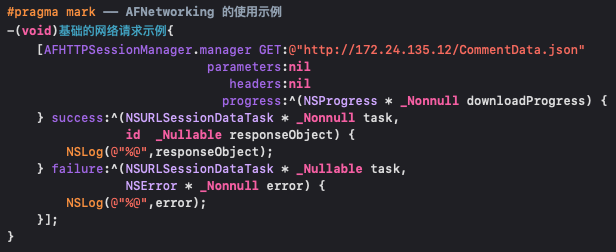 #pragma mark —— AFNetworking 的使用示例
-(void)基础的网络请求示例{
    [AFHTTPSessionManager.manager GET:@"http://172.24.135.12/CommentData.json"
                           parameters:nil
                              headers:nil
                             progress:^(NSProgress * _Nonnull downloadProgress) {
    } success:^(NSURLSessionDataTask * _Nonnull task,
                id  _Nullable responseObject) {
        NSLog(@"%@",responseObject);
    } failure:^(NSURLSessionDataTask * _Nullable task,
                NSError * _Nonnull error) {
        NSLog(@"%@",error);
    }];
}